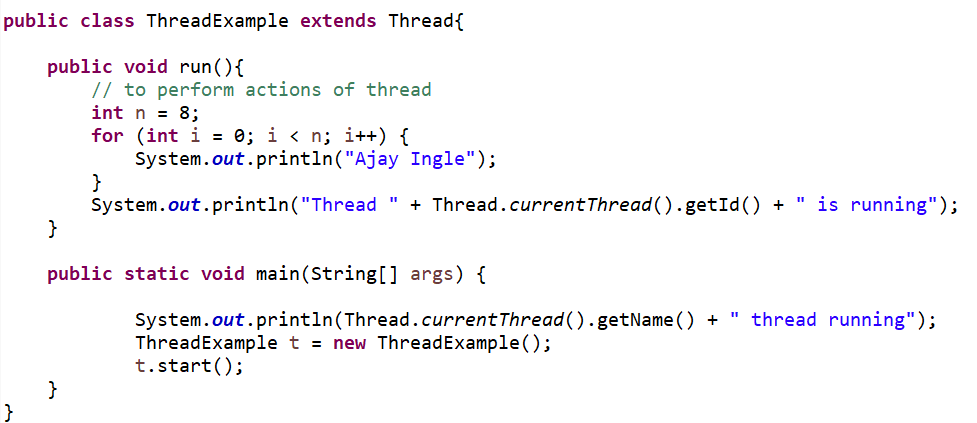 public class ThreadExample extends Thread{
public void run(){
// to perform actions of thread
int n = 8;
for (int i = 0; i < n; i++) {
System.out.println("Ajay Ingle");
}
System.out.println("Thread " + Thread.currentThread().getId() + " is running");
}
public static void main(String[] args) {
System.out.println(Thread.currentThread().getName() + " thread running");
ThreadExample t = new ThreadExample();
t.start();
}
}